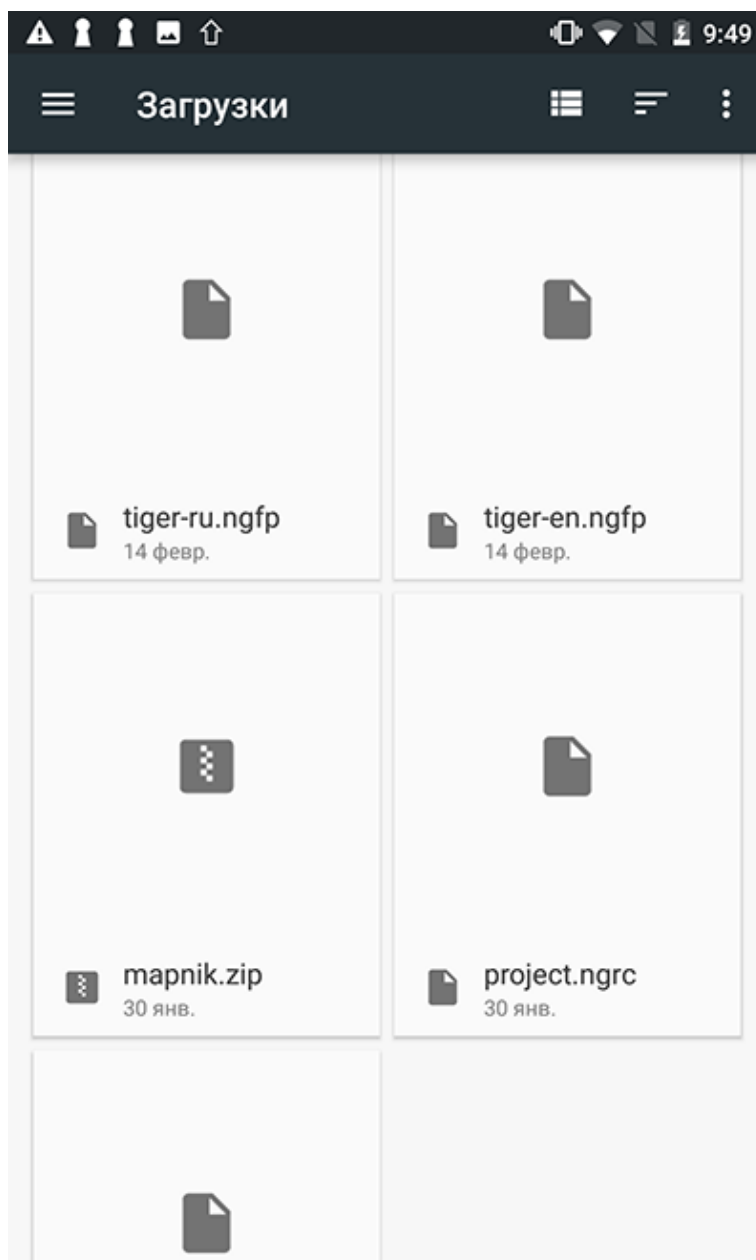 9:49
Загрузки
tiger-ru.ngfp
14 февр.
tiger-en.ngfp
14 февр.
mapnik.zip
30 янв.
project.ngrc
30 янв.